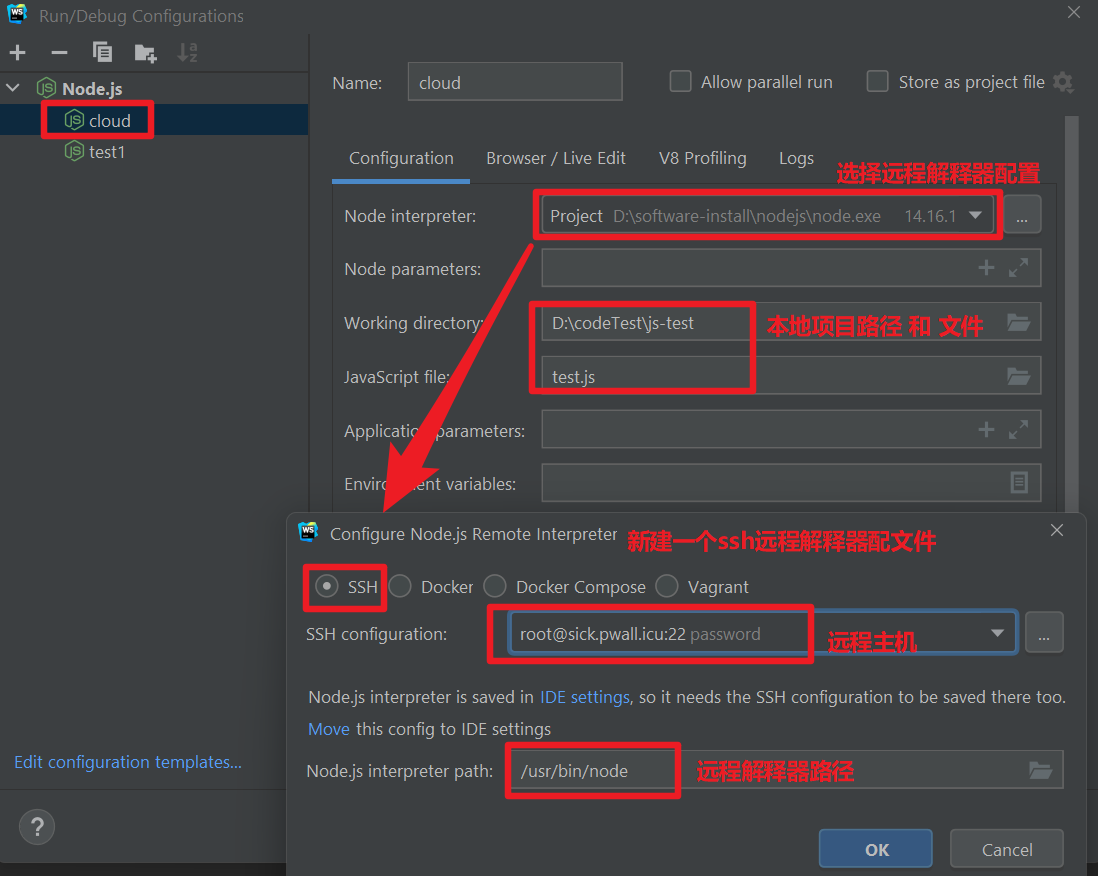 WS Run/Debug Configurations
Node.js
cloud
test1
Edit configuration templates...
?
Name: cloud
Allow parallel run
Store as project file
Configuration Browser / Live Edit V8 Profiling Logs
选择远程解释器配置
Node interpreter: Project D:\software-install\nodejs\node.exe 14.16.1 ...
Node parameters:
Working directory: D:\codeTest\js-test
本地项目路径 和 文件
JavaScript file: test.js
Application parameters:
Environment variables:
WS Configure Node.js Remote Interpreter 新建一个ssh远程解释器配文件
SSH Docker Docker Compose Vagrant
SSH configuration: root@sick.pwall.icu:22 password 远程主机 ...
Node.js interpreter is saved in IDE settings, so it needs the SSH configuration to be saved there too.
Move this config to IDE settings
Node.js interpreter path: /usr/bin/node 远程解释器路径
OK Cancel